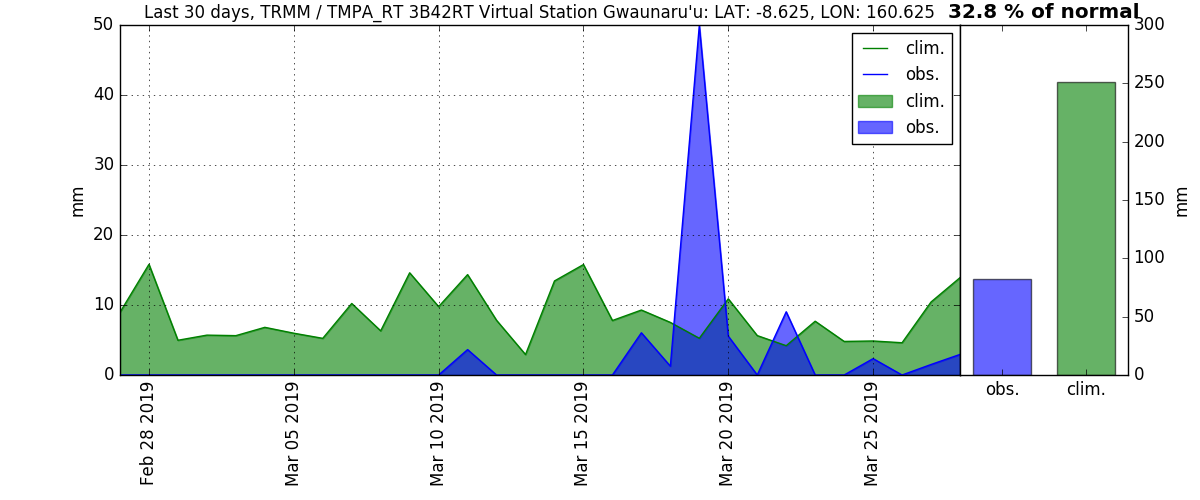 Last 30 days, TRMM / TMPA_RT 3B42RT Virtual Station Gwaunaru'u: LAT: -8.625, LON: 160.625
32.8 % of normal
mm
50
40
30
20
10
0
clim.
obs.
clim.
obs.
Feb 28 2019
Mar 05 2019
Mar 10 2019
Mar 15 2019
Mar 20 2019
Mar 25 2019
300
250
200
150
100
50
0
mm
obs.
clim.